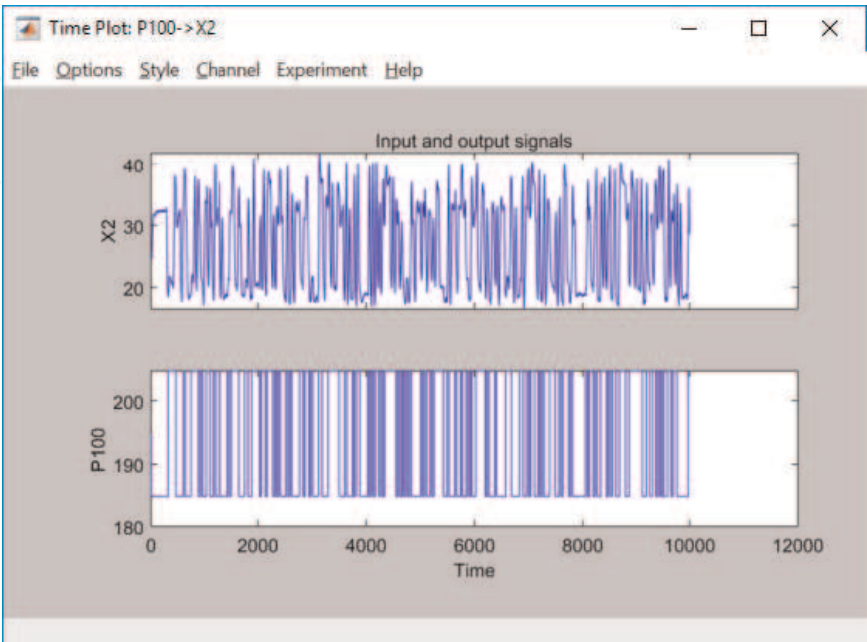 Time Plot: P100->X2
File Options Style Channel Experiment Help
Input and output signals
40
30
20
X2
200
190
180
P100
0 2000 4000 6000 8000 10000 12000
Time